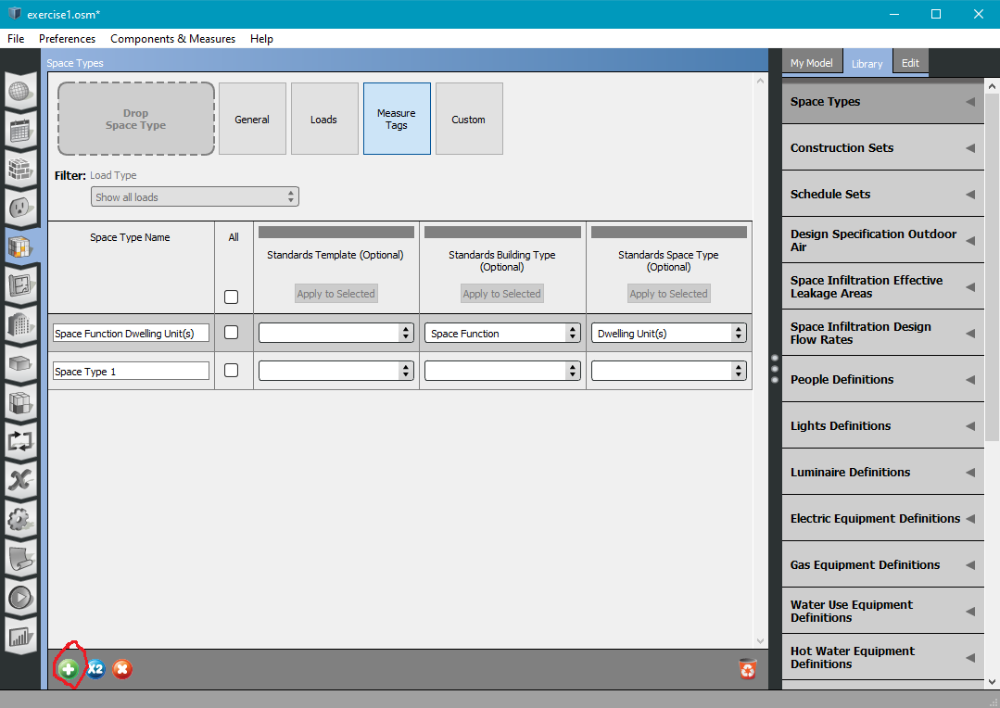 exercise1.osm*
File Preferences Components & Measures Help
Space Types*
My Model Library Edit
Drop
Space Type
General
Loads
Measure
Tags
Custom
Filter: Load Type
Show all loads
Space Type Name
All
Standards Template (Optional)
Apply to Selected
Standards Building Type
(Optional)
Apply to Selected
Standards Space Type
(Optional)
Apply to Selected
Space Function Dwelling Unit(s) Space Function Dwelling Unit(s)
Space Type 1
X2
Space Types
Construction Sets
Schedule Sets
Design Specification Outdoor
Air
Space Infiltration Effective
Leakage Areas
Space Infiltration Design
Flow Rates
People Definitions
Lights Definitions
Luminaire Definitions
Electric Equipment Definitions
Gas Equipment Definitions
Water Use Equipment
Definitions
Hot Water Equipment
Definitions